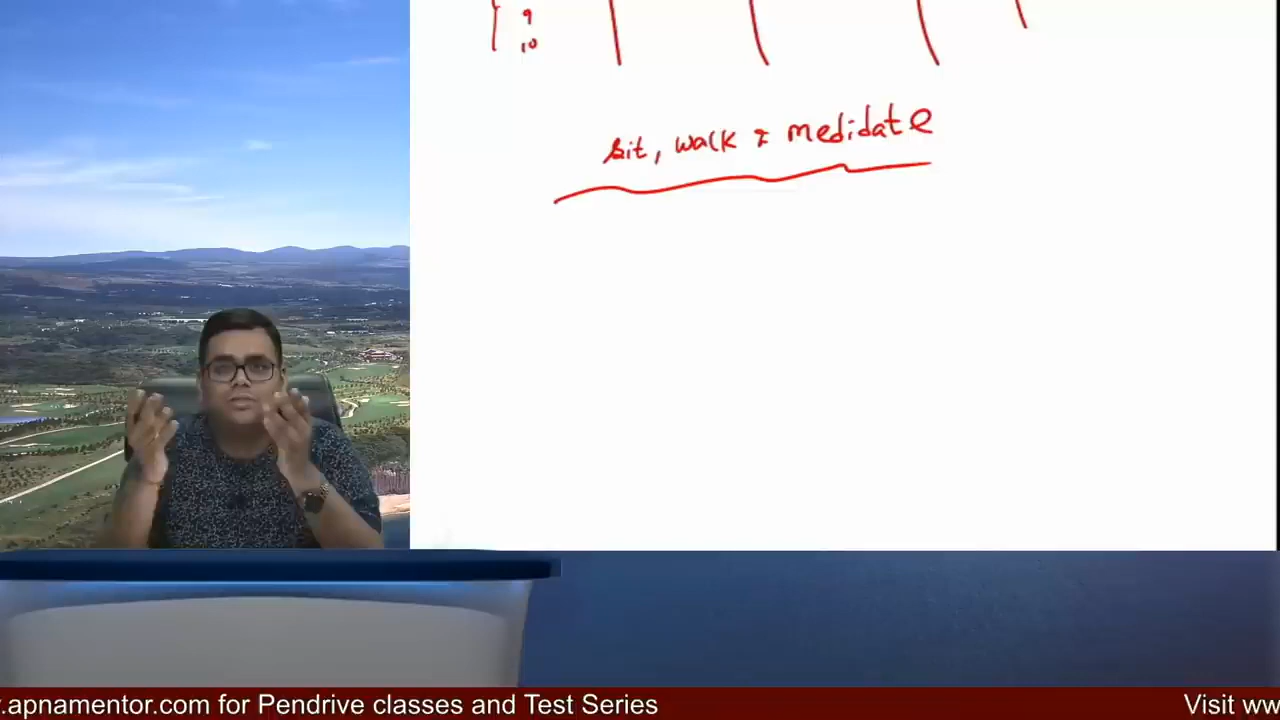 9
10
sit, walk & medidate
.apnamentor.com for Pendrive classes and Test Series Visit ww